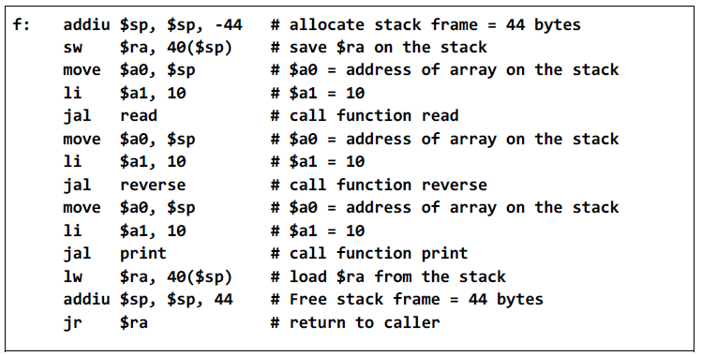 f: addiu $sp, $sp, -44 # allocate stack frame = 44 bytes
sw $ra, 40($sp) # save $ra on the stack
move $a0, $sp # $a0 = address of array on the stack
li $a1, 10 # $a1 = 10
jal read # call function read
move $a0, $sp # $a0 = address of array on the stack
li $a1, 10 # $a1 = 10
jal reverse # call function reverse
move $a0, $sp # $a0 = address of array on the stack
li $a1, 10 # $a1 = 10
jal print # call function print
lw $ra, 40($sp) # load $ra from the stack
addiu $sp, $sp, 44 # Free stack frame = 44 bytes
jr $ra # return to caller